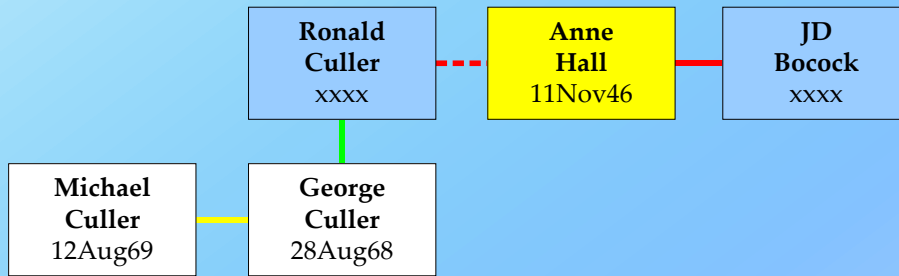 Ronald
Culler
xxxx
Anne
Hall
11Nov46
JD
Bocock
xxxx
Michael
Culler
12Aug69
George
Culler
28Aug68